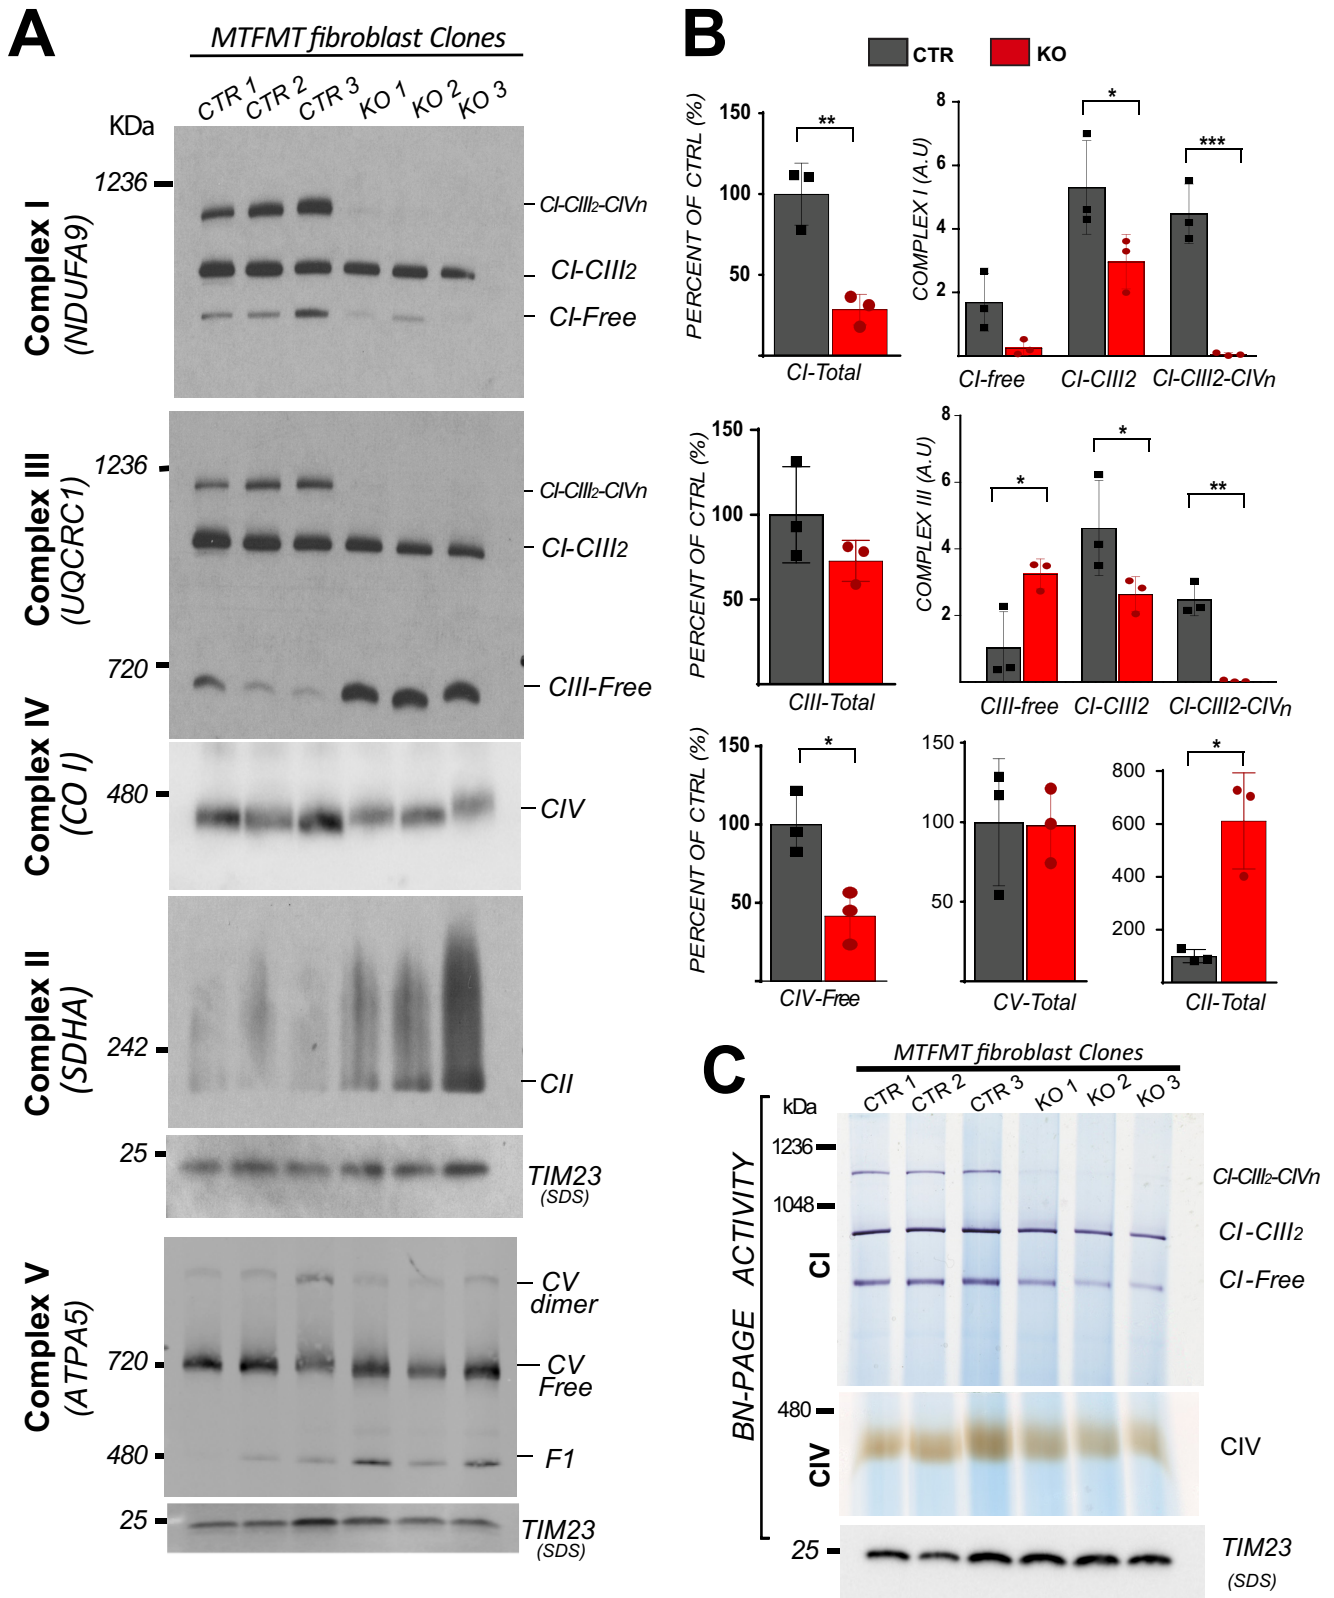 A
MTFMT fibroblast Clones
CTR 1 CTR 2 CTR 3 KO 1 KO 2 KO 3
KDa
Complex I
(NDUFA9)
1236
CI-CIII2-CIVn
CI-CIII2
CI-Free
Complex III
(UQCRC1)
1236
CI-CIII2-CIVn
CI-CIII2
720
CIII-Free
Complex IV
(CO I)
480
CIV
Complex II
(SDHA)
242
CII
25
TIM23
(SDS)
Complex V
(ATPA5)
CV
dimer
720
CV
Free
480
F1
25
TIM23
(SDS)
B
CTR KO
PERCENT OF CTRL (%)
150
100
50
**
CI-Total
COMPLEX I (A.U)
8
6
4
2
*
***
CI-free CI-CIII2 CI-CIII2-CIVn
PERCENT OF CTRL (%)
150
100
50
CIII-Total
COMPLEX III (A.U)
8
6
4
2
*
*
**
CIII-free CI-CIII2 CI-CIII2-CIVn
PERCENT OF CTRL (%)
150
100
50
*
CIV-Free
150
100
50
CV-Total
800
600
400
200
*
CII-Total
C
MTFMT fibroblast Clones
CTR 1 CTR 2 CTR 3 KO 1 KO 2 KO 3
kDa
BN-PAGE ACTIVITY
CI
1236
1048
CI-CIII2-CIVn
CI-CIII2
CI-Free
CIV
480
CIV
25
TIM23
(SDS)